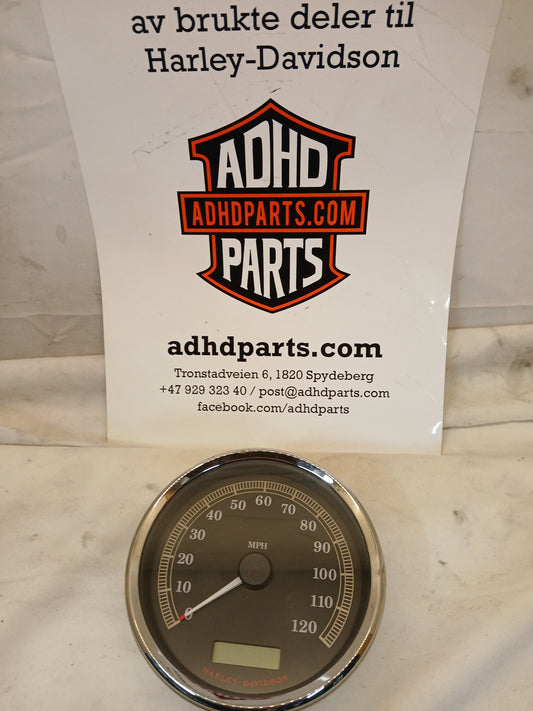 av brukte deler til
Harley-Davidson
ADHD
ADHDPARTS.COM
PARTS
adhdparts.com
Tronstadveien 6, 1820 Spydeberg
+47 929 323 40 / post@adhdparts.com
facebook.com/adhdparts
0
10
20
30
40
50
60
70
80
90
100
110
120
MPH
HARLEY-DAVIDSON